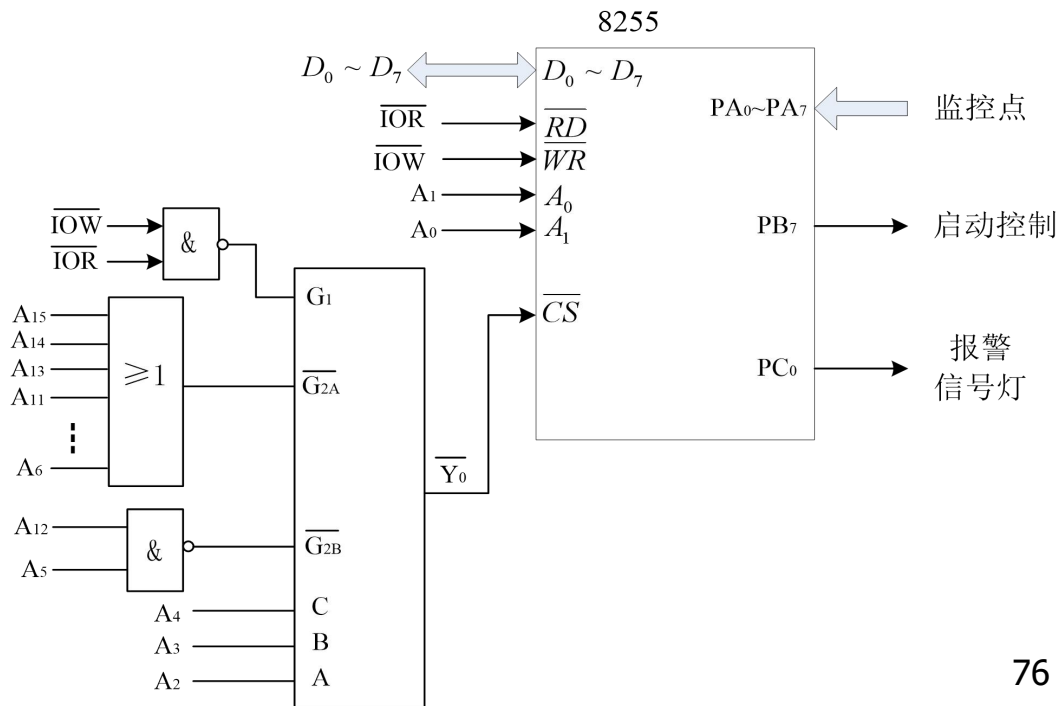 8255
D₀ ~ D₇
D₀ ~ D₇
IOR
RD
PA₀~PA₇
监控点
IOW
WR
A₁
A₀
A₀
A₁
IOW
IOR
&
PB₇
启动控制
G₁
CS
A₁₅
A₁₄
A₁₃
A₁₁
A₆
≥1
G₂A
PC₀
报警
信号灯
Y₀
A₁₂
A₅
&
G₂B
A₄
C
A₃
B
A₂
A
76